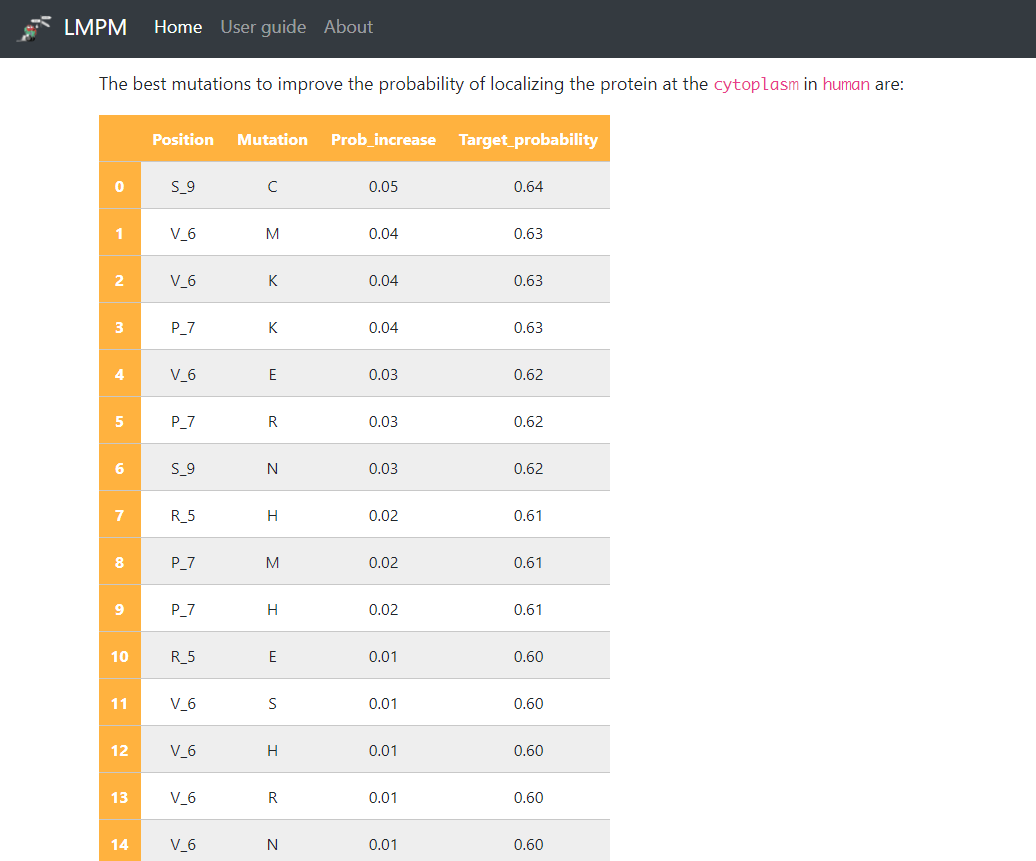 LMPM Home User guide About
The best mutations to improve the probability of localizing the protein at the cytoplasm in human are:
Position Mutation Prob_increase Target_probability
0 S_9 C 0.05 0.64
1 V_6 M 0.04 0.63
2 V_6 K 0.04 0.63
3 P_7 K 0.04 0.63
4 V_6 E 0.03 0.62
5 P_7 R 0.03 0.62
6 S_9 N 0.03 0.62
7 R_5 H 0.02 0.61
8 P_7 M 0.02 0.61
9 P_7 H 0.02 0.61
10 R_5 E 0.01 0.60
11 V_6 S 0.01 0.60
12 V_6 H 0.01 0.60
13 V_6 R 0.01 0.60
14 V_6 N 0.01 0.60